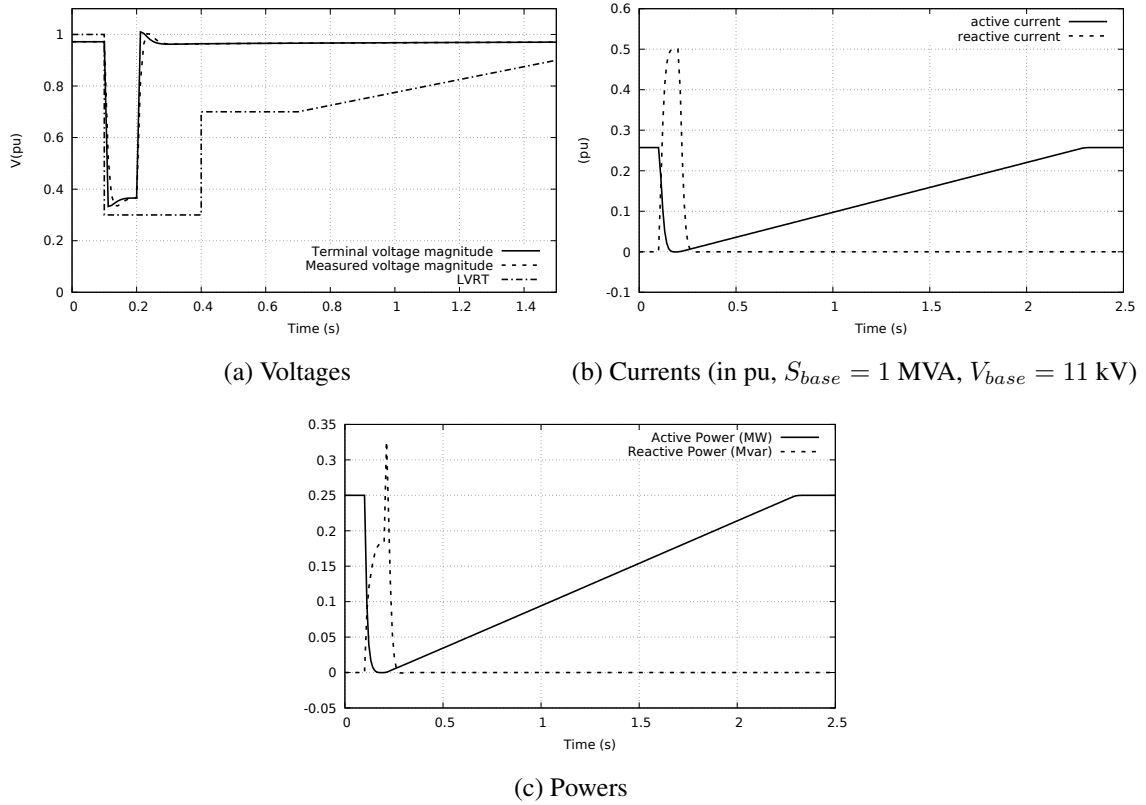 1
0.8
0.6
0.4
0.2
0
V(pu)
0 0.2 0.4 0.6 0.8 1 1.2 1.4
Time (s)
Terminal voltage magnitude
Measured voltage magnitude
LVRT
(a) Voltages
0.6
0.5
0.4
0.3
0.2
0.1
0
-0.1
(pu)
0 0.5 1 1.5 2 2.5
Time (s)
active current
reactive current
(b) Currents (in pu, S_{base} = 1 MVA, V_{base} = 11 kV)
0.35
0.3
0.25
0.2
0.15
0.1
0.05
0
-0.05
0 0.5 1 1.5 2 2.5
Time (s)
Active Power (MW)
Reactive Power (Mvar)
(c) Powers